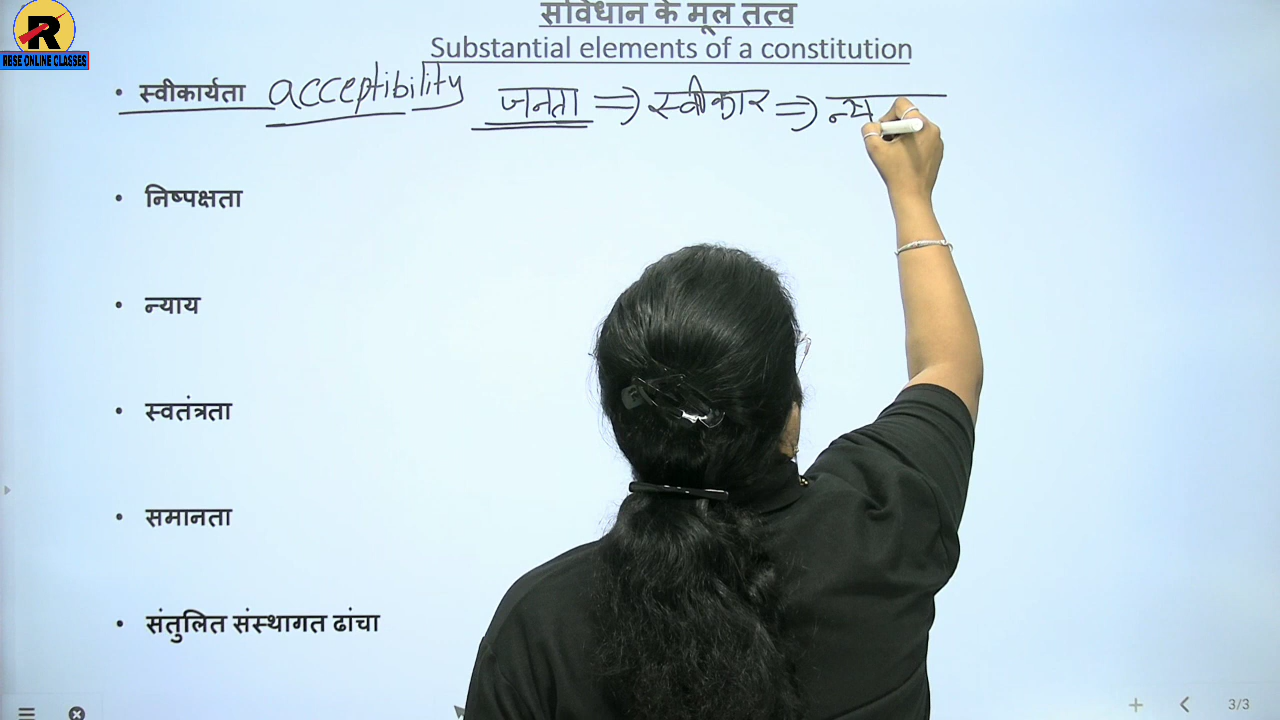 संविधान के मूल तत्व
Substantial elements of a constitution
R
RBSE ONLINE CLASSES
• स्वीकार्यता acceptibility जनता ⇒ स्वीकार ⇒
• निष्पक्षता
• न्याय
• स्वतंत्रता
• समानता
• संतुलित संस्थागत ढांचा
3/3